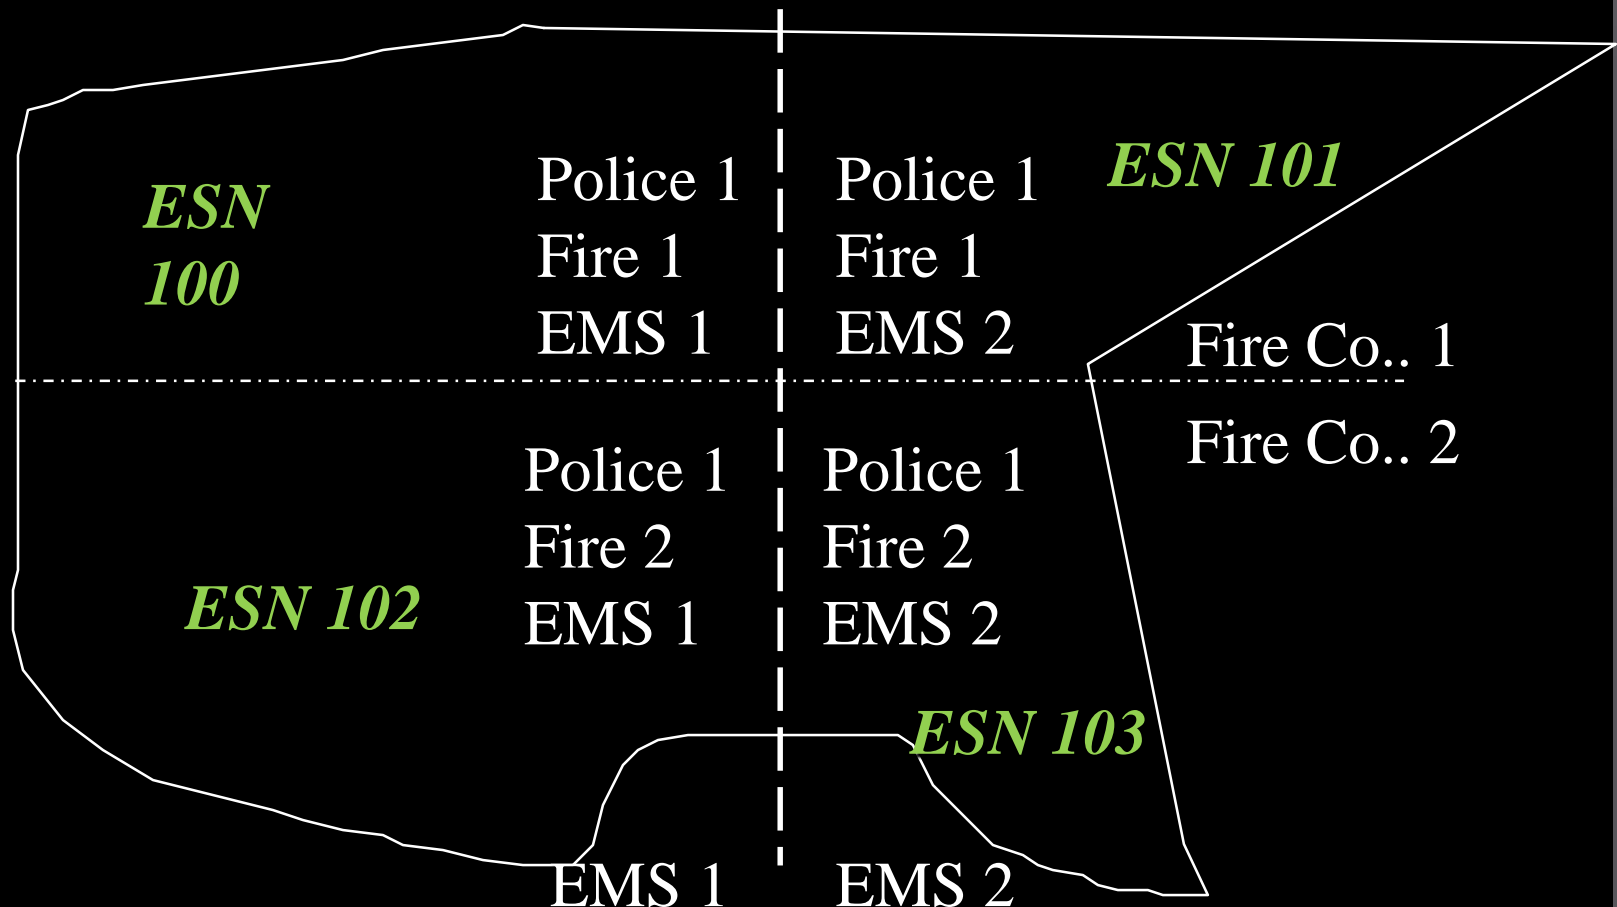 ESN
100
Police 1
Fire 1
EMS 1
Police 1
Fire 1
EMS 2
ESN 101
Fire Co.. 1
Fire Co.. 2
ESN 102
Police 1
Fire 2
EMS 1
Police 1
Fire 2
EMS 2
ESN 103
EMS 1
EMS 2